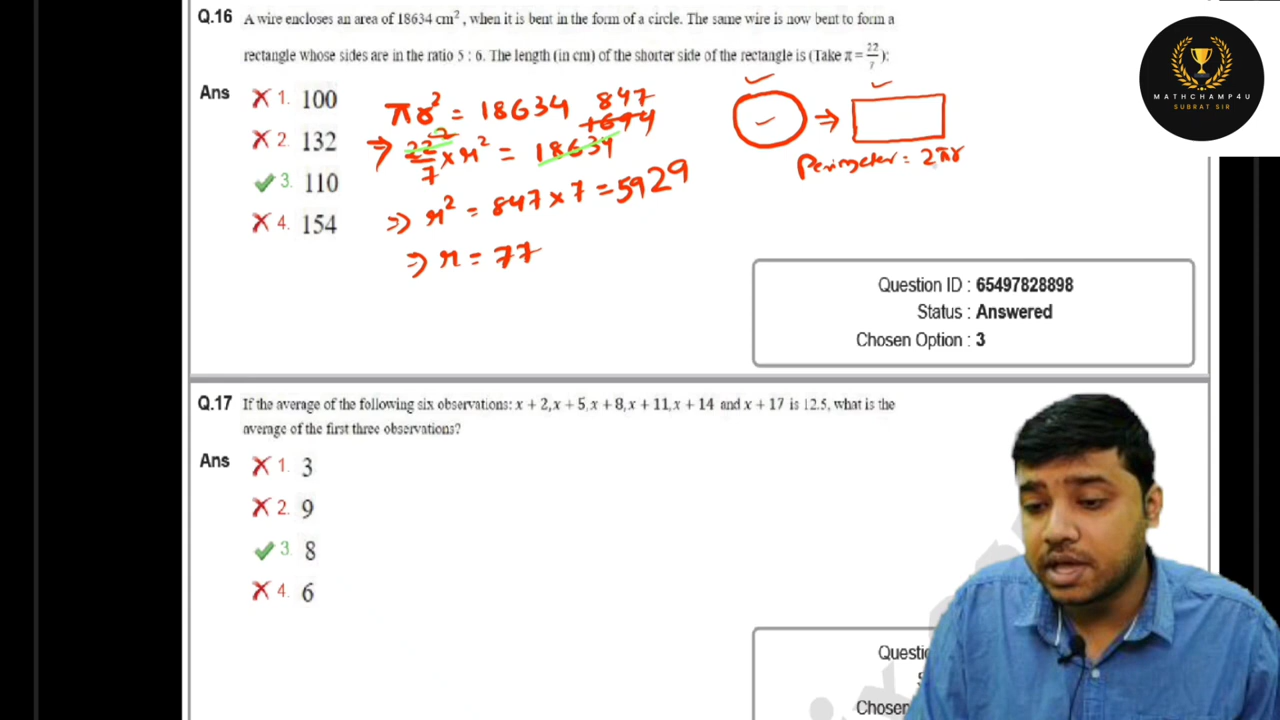 Q.16 A wire encloses an area of 18634 cm², when it is bent in the form of a circle. The same wire is now bent to form a
rectangle whose sides are in the ratio 5 : 6. The length (in cm) of the shorter side of the rectangle is (Take π = 22/7):
Ans
1. 100
2. 132
3. 110
4. 154
πr² = 18634
847
1694
⇒ 22/7 × r² = 18634
2
⇒ r² = 847 × 7 = 5929
⇒ r = 77
⇒
Perimeter = 2πr
MATHCHAMP4U
SUBRAT SIR
Question ID : 65497828898
Status : Answered
Chosen Option : 3
Q.17 If the average of the following six observations: x + 2, x + 5, x + 8, x + 11, x + 14 and x + 17 is 12.5, what is the
average of the first three observations?
Ans
1. 3
2. 9
3. 8
4. 6